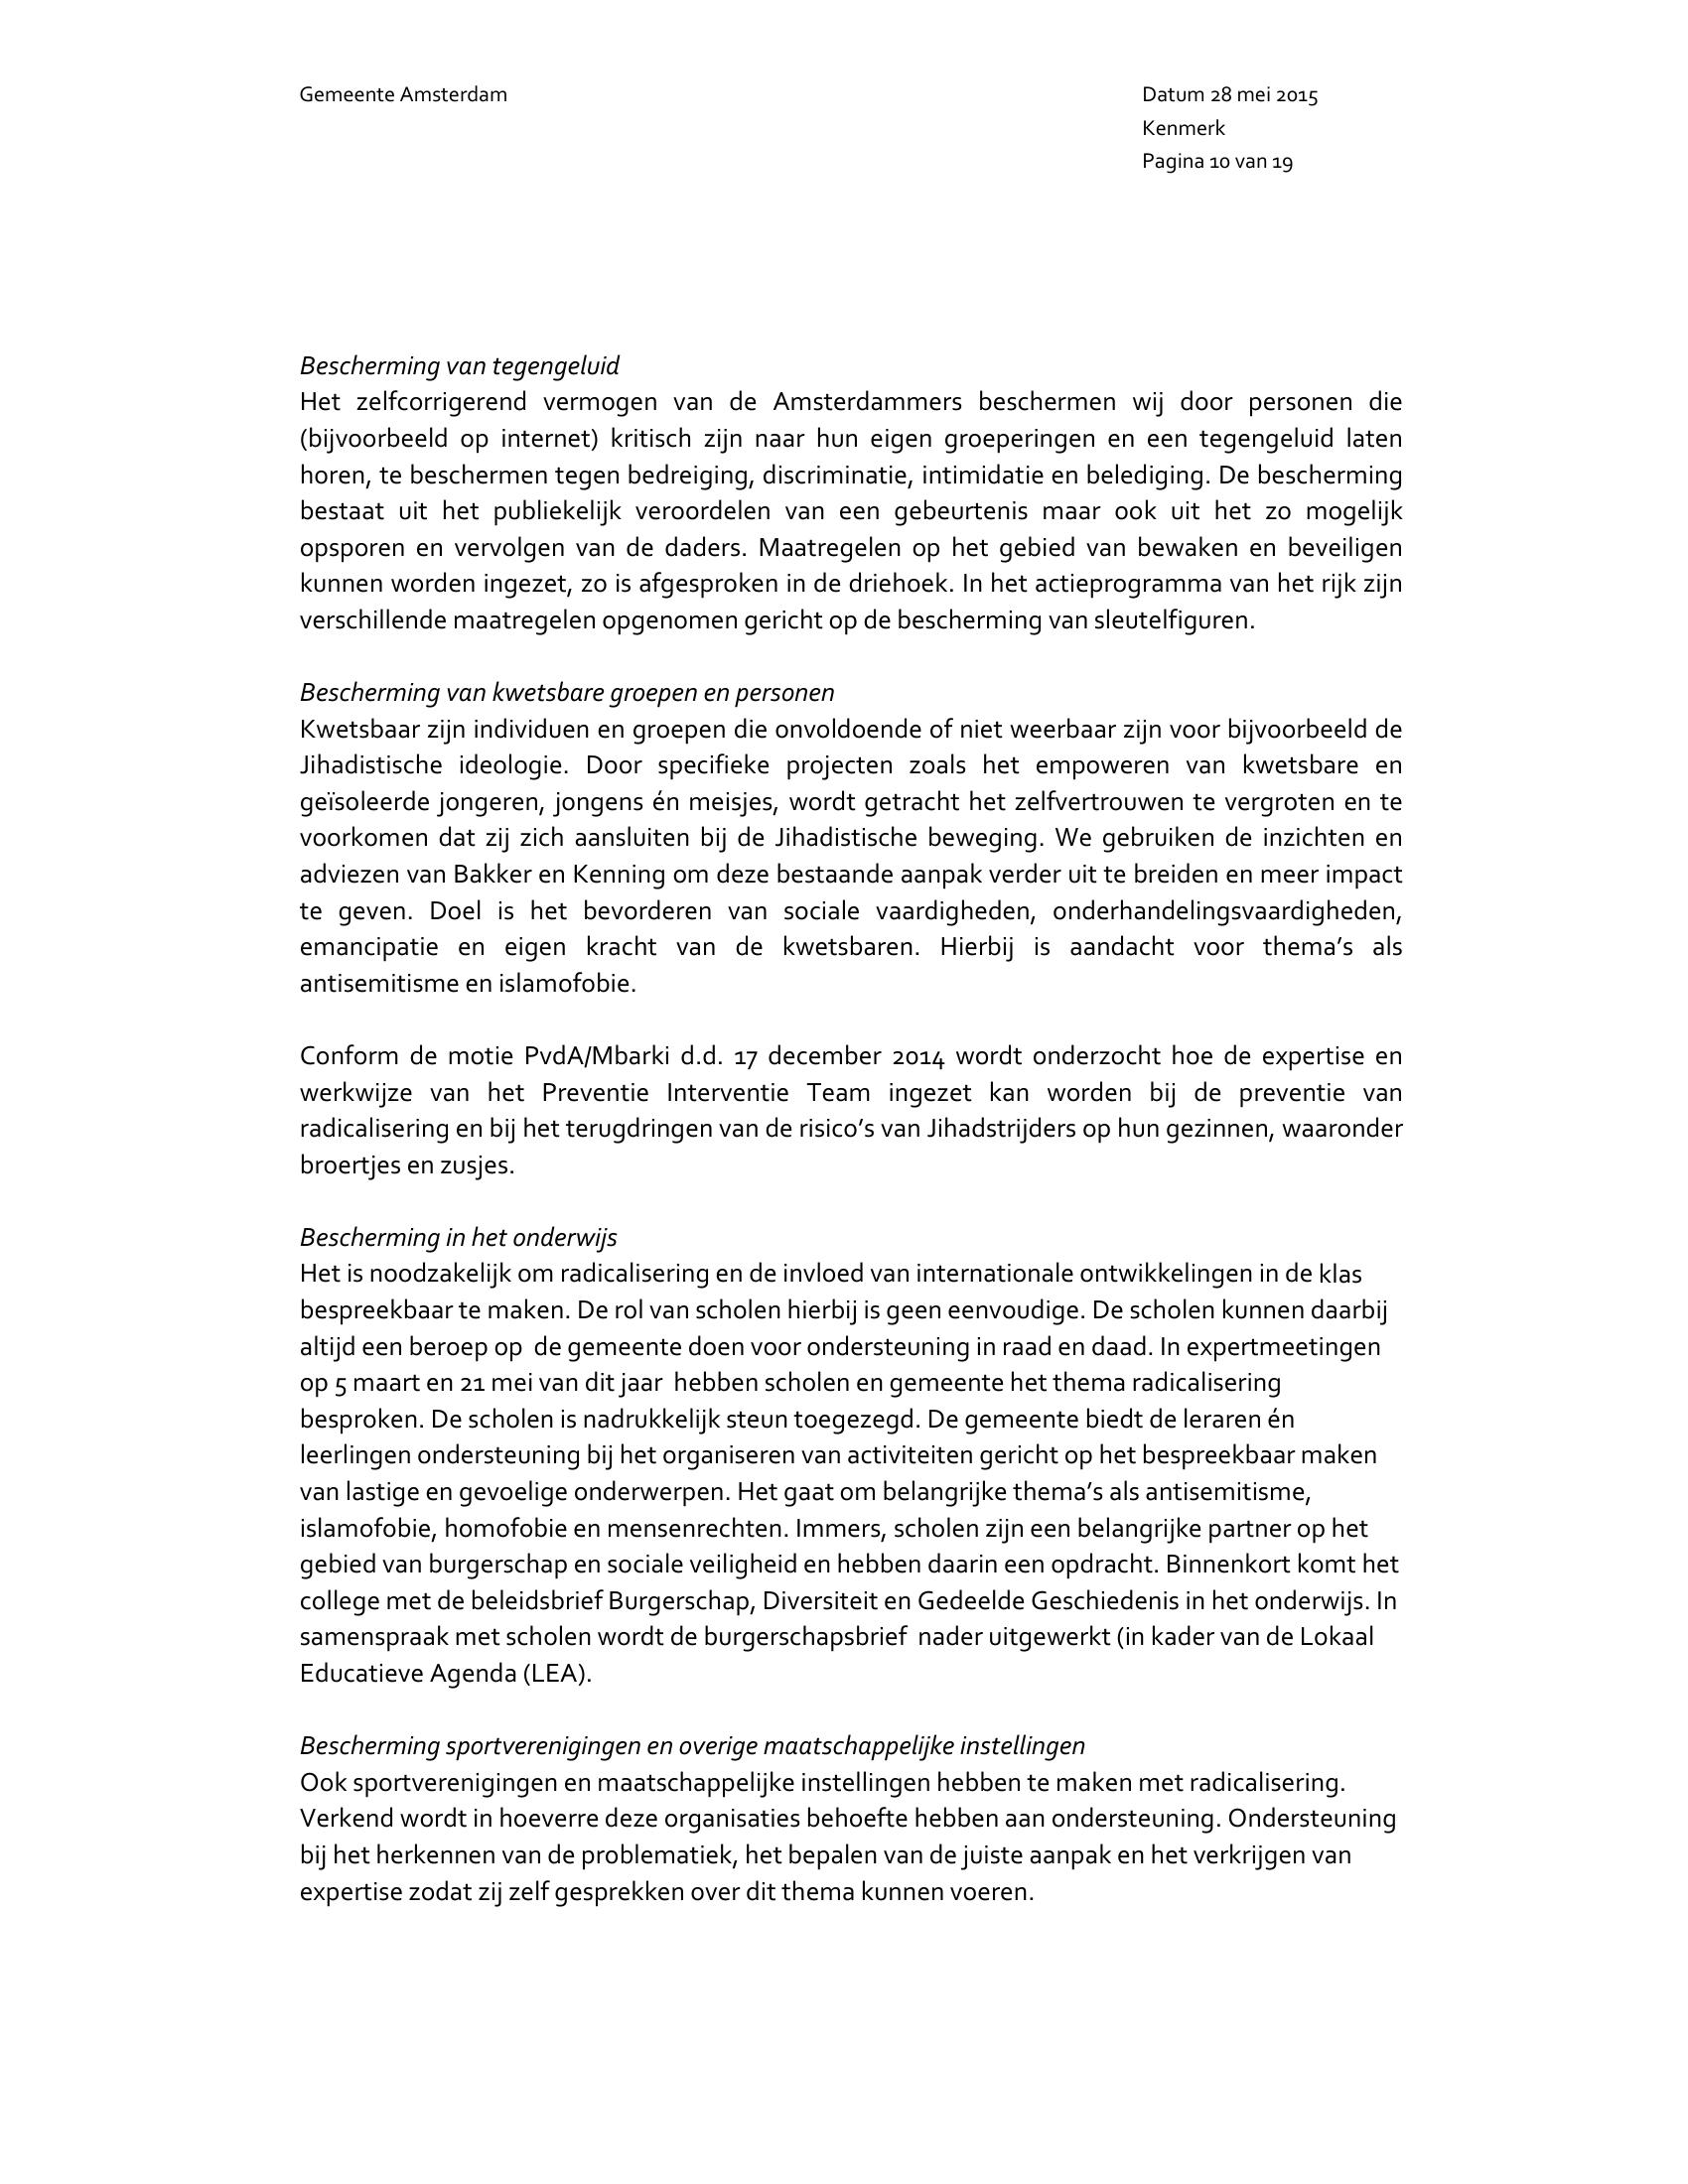 Gemeente Amsterdam
Datum 28 mei 2015
Kenmerk
Pagina 10 van 19
Bescherming van tegengeluid
Het zelfcorrigerend vermogen van de Amsterdammers beschermen wij door personen die
(bijvoorbeeld op internet) kritisch zijn naar hun eigen groeperingen en een tegengeluid laten
horen, te beschermen tegen bedreiging, discriminatie, intimidatie en belediging. De bescherming
bestaat uit het publiekelijk veroordelen van een gebeurtenis maar ook uit het zo mogelijk
opsporen en vervolgen van de daders. Maatregelen op het gebied van bewaken en beveiligen
kunnen worden ingezet, zo is afgesproken in de driehoek. In het actieprogramma van het rijk zijn
verschillende maatregelen opgenomen gericht op de bescherming van sleutelfiguren.
Bescherming van kwetsbare groepen en personen
Kwetsbaar zijn individuen en groepen die onvoldoende of niet weerbaar zijn voor bijvoorbeeld de
Jihadistische ideologie. Door specifieke projecten zoals het empoweren van kwetsbare en
geïsoleerde jongeren, jongens én meisjes, wordt getracht het zelfvertrouwen te vergroten en te
voorkomen dat zij zich aansluiten bij de Jihadistische beweging. We gebruiken de inzichten en
adviezen van Bakker en Kenning om deze bestaande aanpak verder uit te breiden en meer impact
te geven. Doel is het bevorderen van sociale vaardigheden, onderhandelingsvaardigheden,
emancipatie en eigen kracht van de kwetsbaren. Hierbij is aandacht voor thema’s als
antisemitisme en islamofobie.
Conform de motie PvdA/Mbarki d.d. 17 december 2014 wordt onderzocht hoe de expertise en
werkwijze van het Preventie Interventie Team ingezet kan worden bij de preventie van
radicalisering en bij het terugdringen van de risico’s van Jihadstrijders op hun gezinnen, waaronder
broertjes en zusjes.
Bescherming in het onderwijs
Het is noodzakelijk om radicalisering en de invloed van internationale ontwikkelingen in de klas
bespreekbaar te maken. De rol van scholen hierbij is geen eenvoudige. De scholen kunnen daarbij
altijd een beroep op  de gemeente doen voor ondersteuning in raad en daad. In expertmeetingen
op 5 maart en 21 mei van dit jaar  hebben scholen en gemeente het thema radicalisering
besproken. De scholen is nadrukkelijk steun toegezegd. De gemeente biedt de leraren én
leerlingen ondersteuning bij het organiseren van activiteiten gericht op het bespreekbaar maken
van lastige en gevoelige onderwerpen. Het gaat om belangrijke thema’s als antisemitisme,
islamofobie, homofobie en mensenrechten. Immers, scholen zijn een belangrijke partner op het
gebied van burgerschap en sociale veiligheid en hebben daarin een opdracht. Binnenkort komt het
college met de beleidsbrief Burgerschap, Diversiteit en Gedeelde Geschiedenis in het onderwijs. In
samenspraak met scholen wordt de burgerschapsbrief  nader uitgewerkt (in kader van de Lokaal
Educatieve Agenda (LEA).
Bescherming sportverenigingen en overige maatschappelijke instellingen
Ook sportverenigingen en maatschappelijke instellingen hebben te maken met radicalisering.
Verkend wordt in hoeverre deze organisaties behoefte hebben aan ondersteuning. Ondersteuning
bij het herkennen van de problematiek, het bepalen van de juiste aanpak en het verkrijgen van
expertise zodat zij zelf gesprekken over dit thema kunnen voeren.